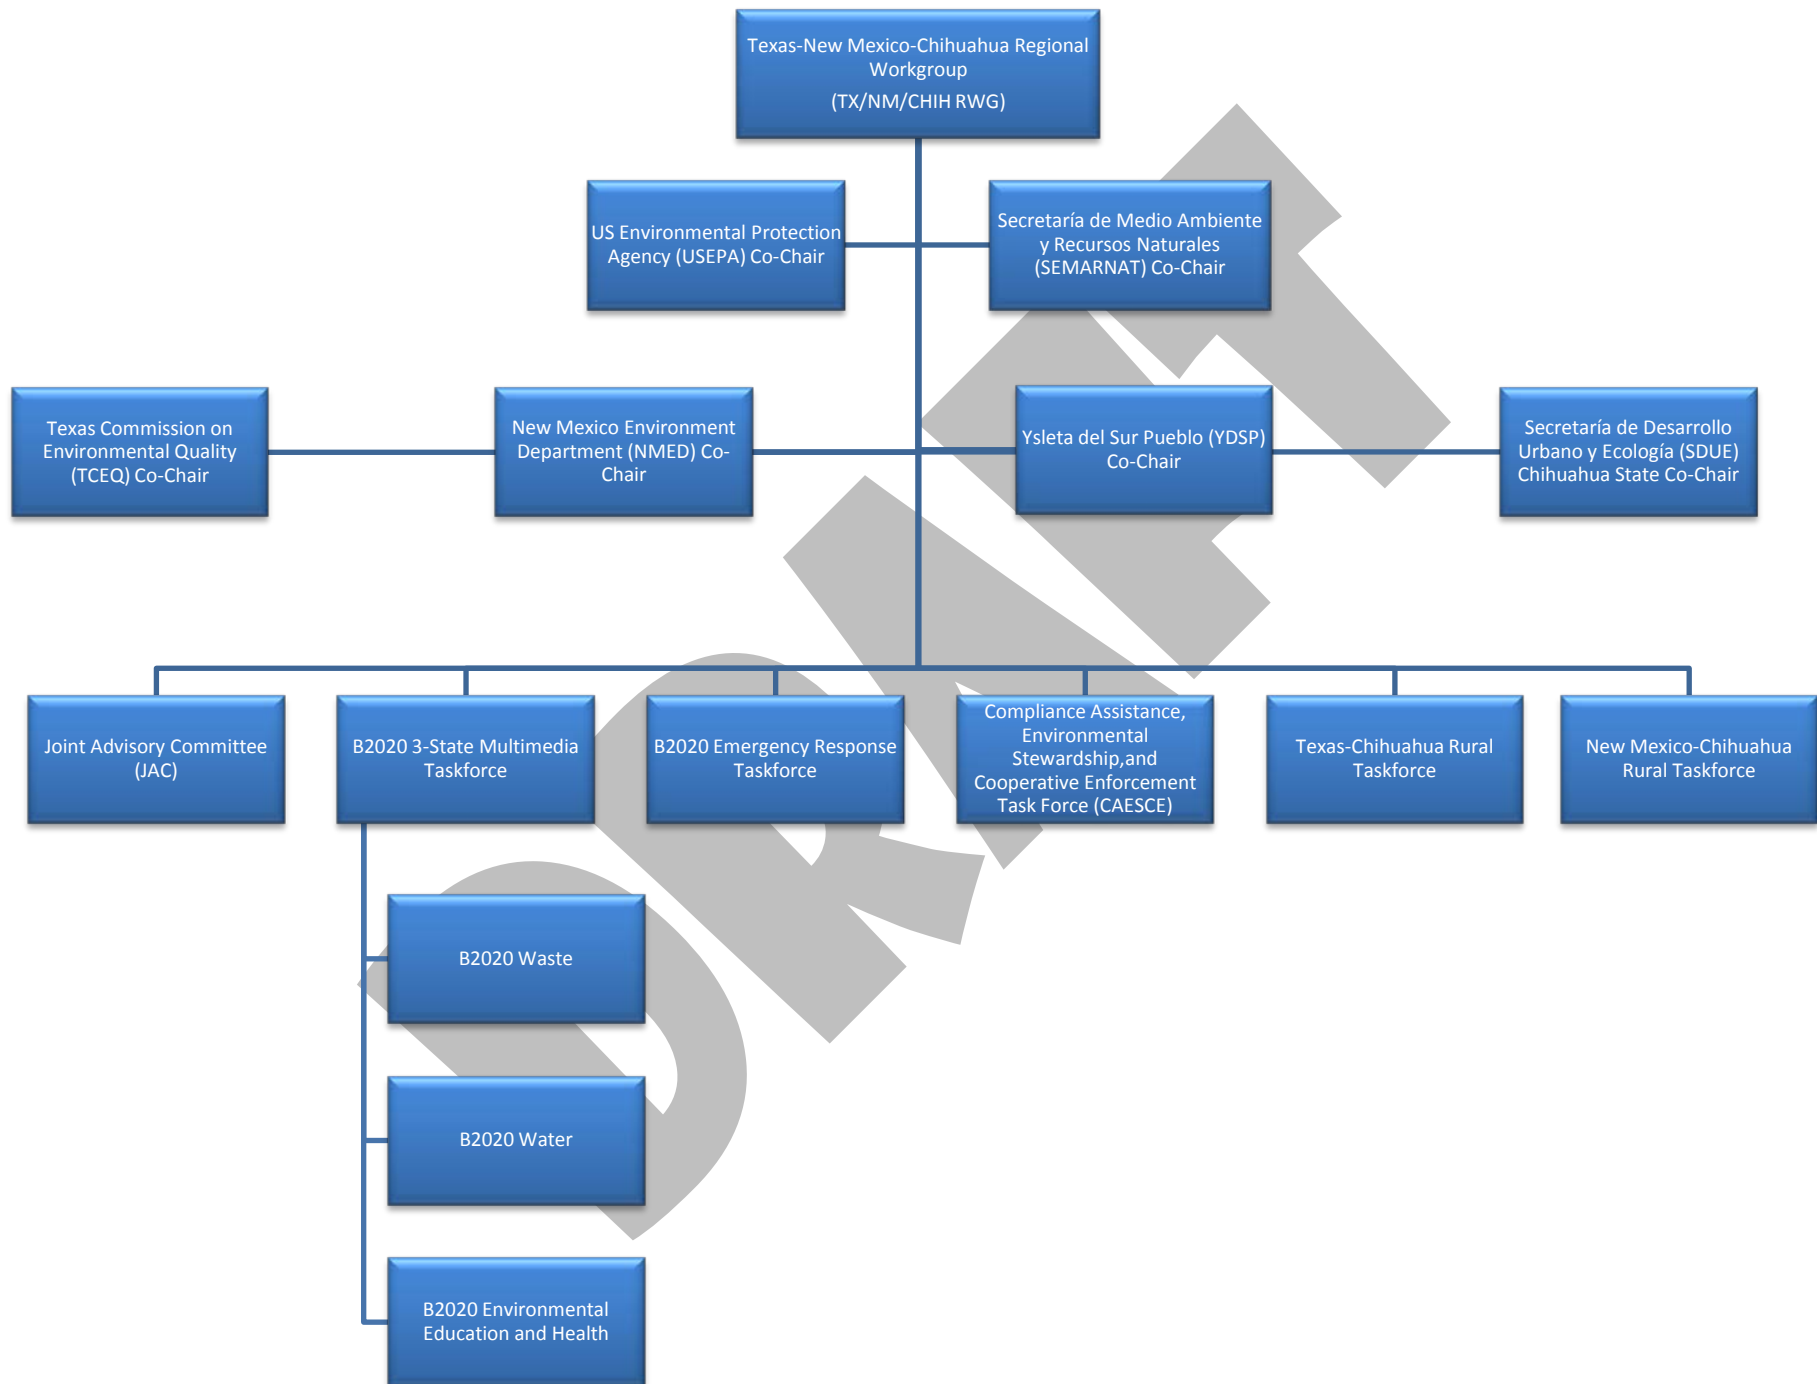 Texas-New Mexico-Chihuahua Regional
Workgroup
(TX/NM/CHIH RWG)
US Environmental Protection
Agency (USEPA) Co-Chair
Secretaría de Medio Ambiente
y Recursos Naturales
(SEMARNAT) Co-Chair
Texas Commission on
Environmental Quality
(TCEQ) Co-Chair
New Mexico Environment
Department (NMED) Co-
Chair
Ysleta del Sur Pueblo (YDSP)
Co-Chair
Secretaría de Desarrollo
Urbano y Ecología (SDUE)
Chihuahua State Co-Chair
Joint Advisory Committee
(JAC)
B2020 3-State Multimedia
Taskforce
B2020 Emergency Response
Taskforce
Compliance Assistance,
Environmental
Stewardship,and
Cooperative Enforcement
Task Force (CAESCE)
Texas-Chihuahua Rural
Taskforce
New Mexico-Chihuahua
Rural Taskforce
B2020 Waste
B2020 Water
B2020 Environmental
Education and Health
DRAFT